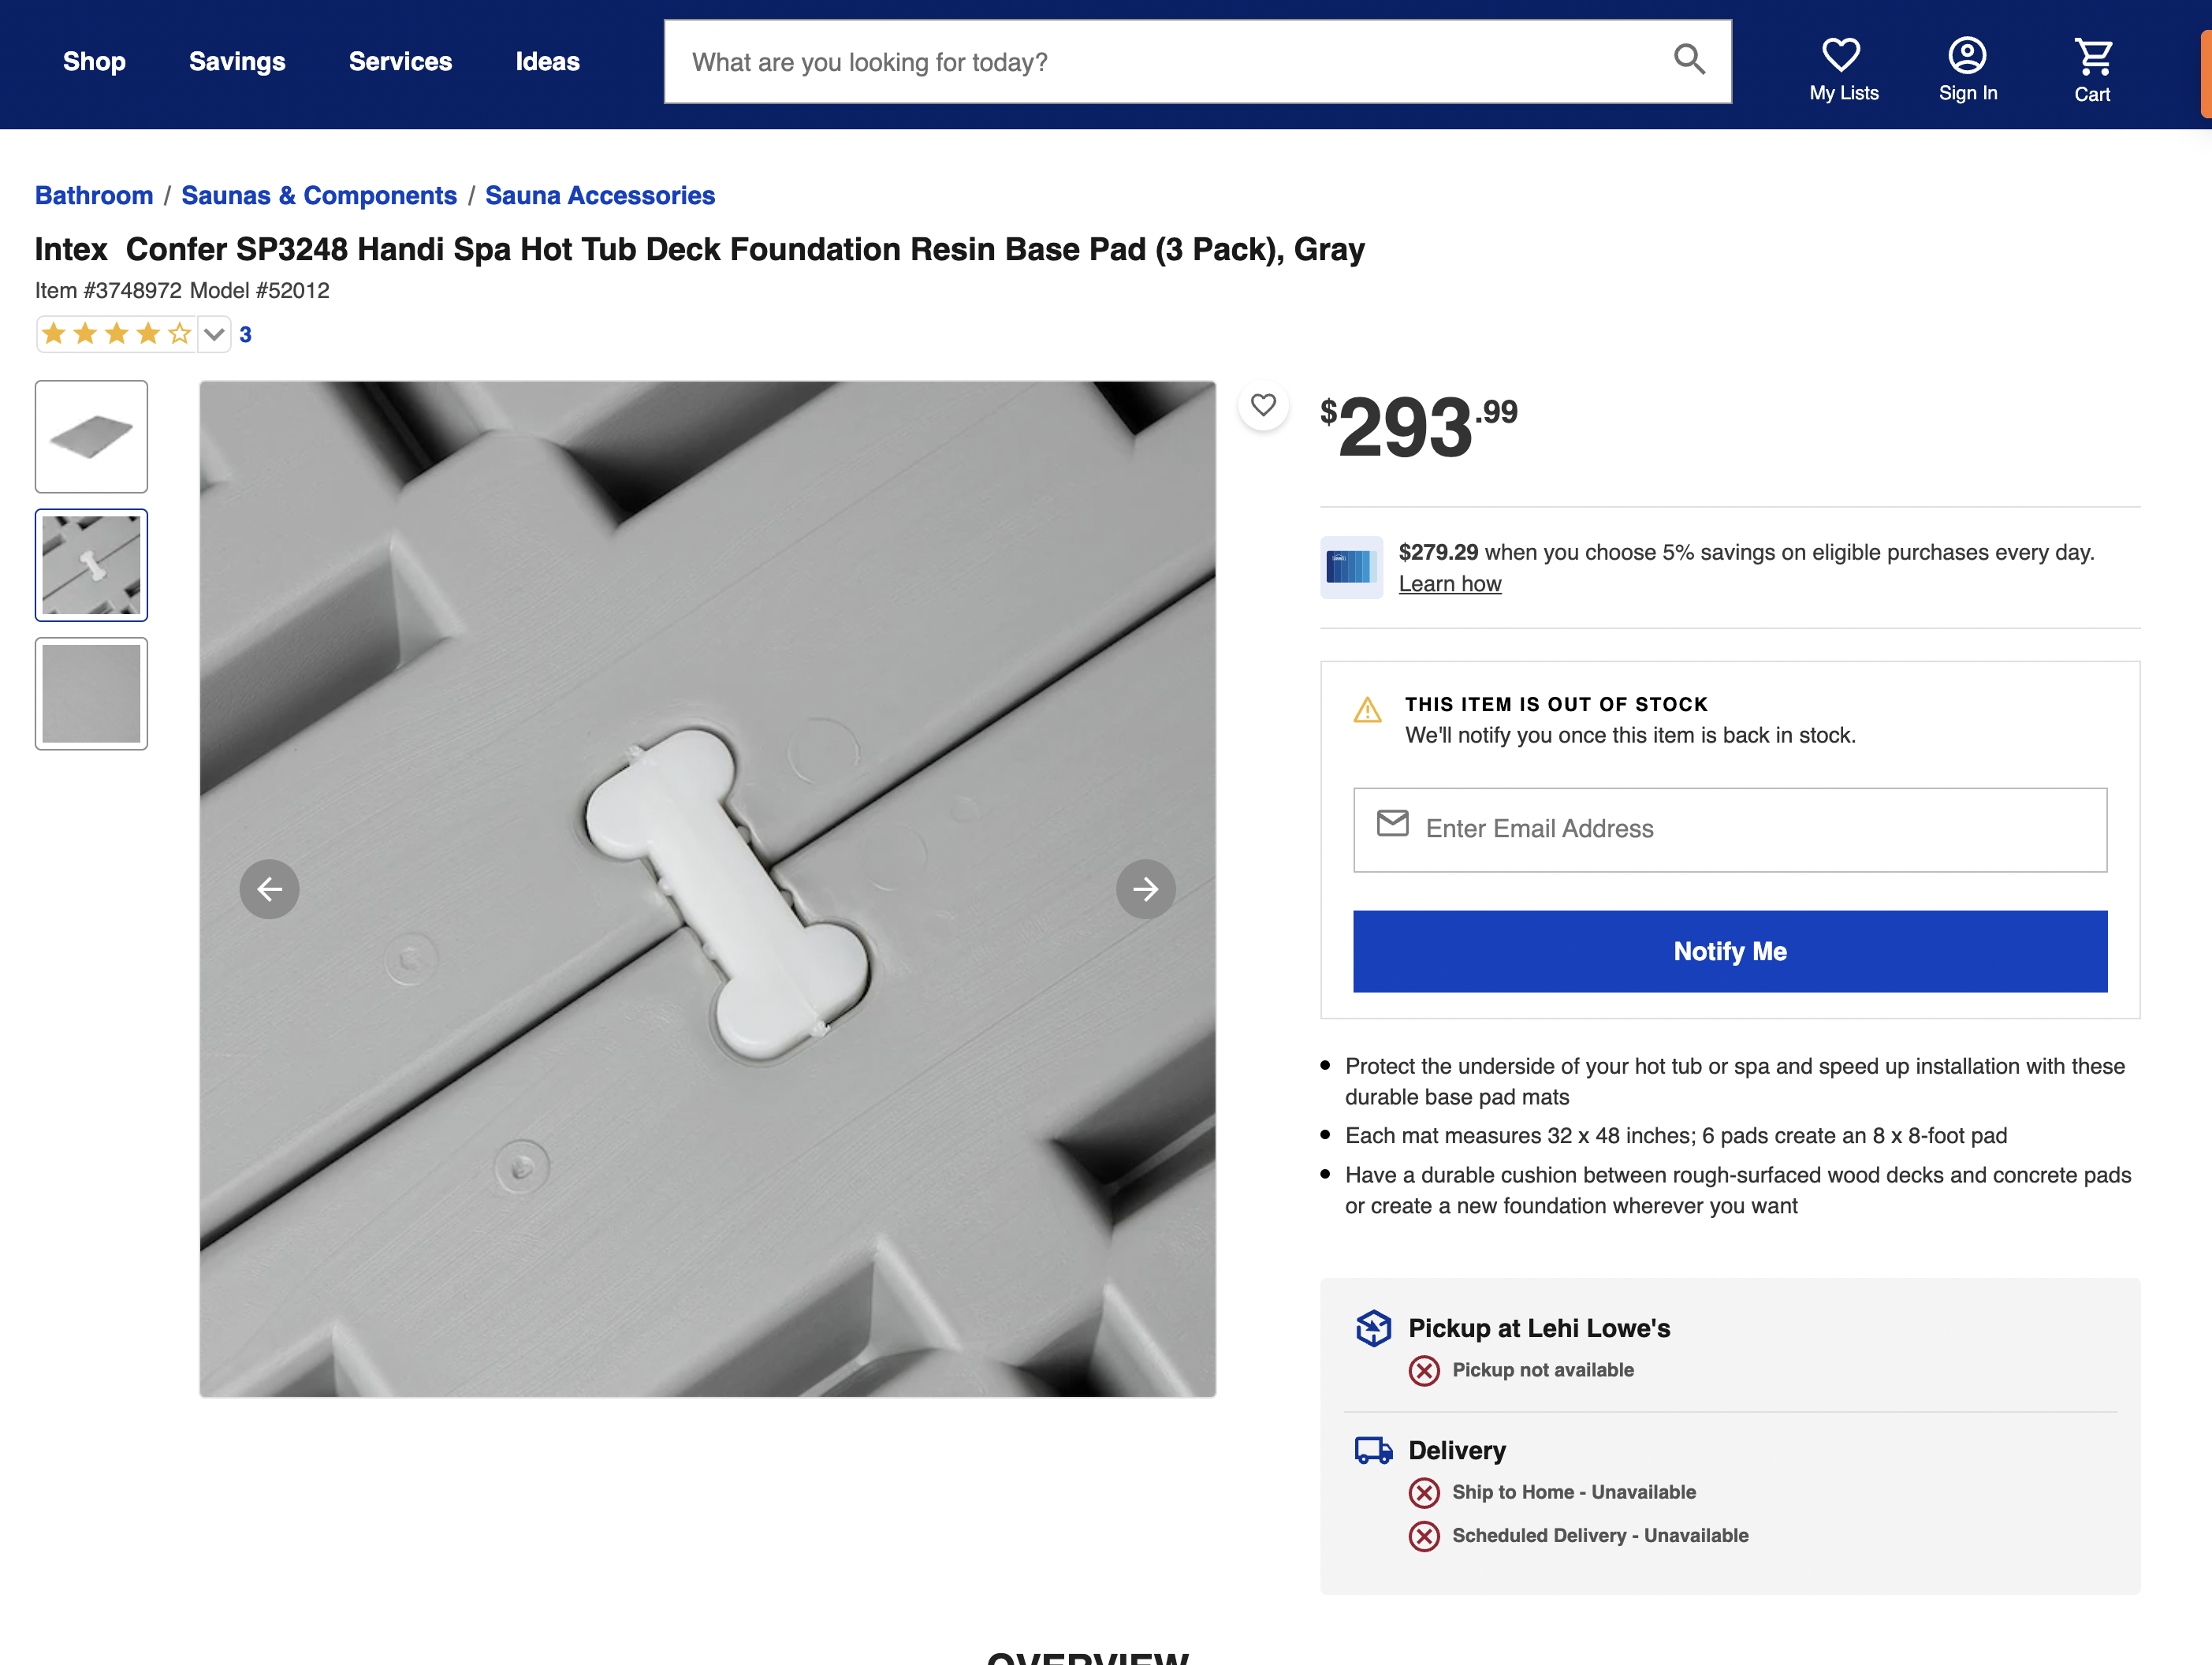 Shop Savings Services Ideas What are you looking for today? My Lists Sign In Cart
Bathroom / Saunas & Components / Sauna Accessories
Intex Confer SP3248 Handi Spa Hot Tub Deck Foundation Resin Base Pad (3 Pack), Gray
Item #3748972 Model #52012
3
$293.99
$279.29 when you choose 5% savings on eligible purchases every day.
Learn how
THIS ITEM IS OUT OF STOCK
We'll notify you once this item is back in stock.
Enter Email Address
Notify Me
Protect the underside of your hot tub or spa and speed up installation with these
durable base pad mats
Each mat measures 32 x 48 inches; 6 pads create an 8 x 8-foot pad
Have a durable cushion between rough-surfaced wood decks and concrete pads
or create a new foundation wherever you want
Pickup at Lehi Lowe's
Pickup not available
Delivery
Ship to Home - Unavailable
Scheduled Delivery - Unavailable
OVERVIEW